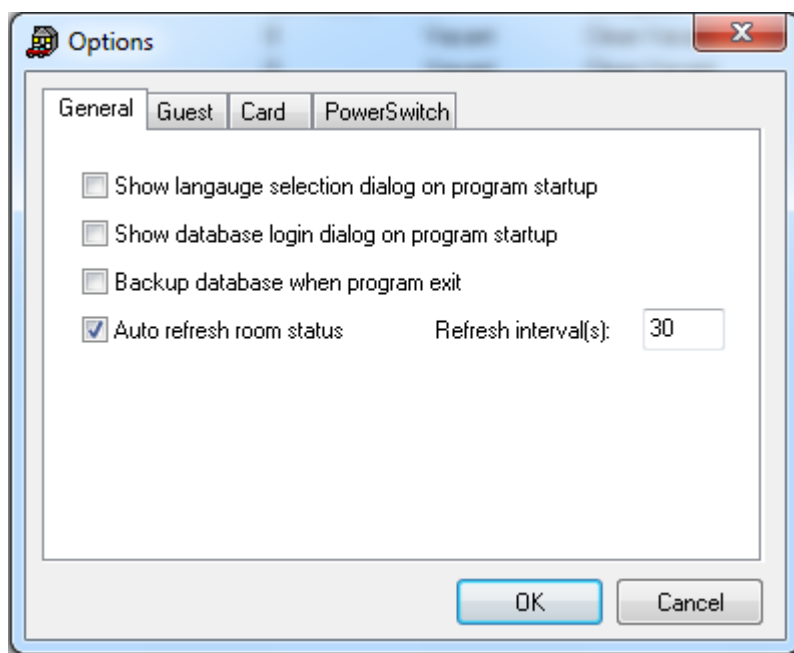 Options
General Guest Card PowerSwitch
Show langauge selection dialog on program startup
Show database login dialog on program startup
Backup database when program exit
Auto refresh room status Refresh interval(s): 30
OK Cancel